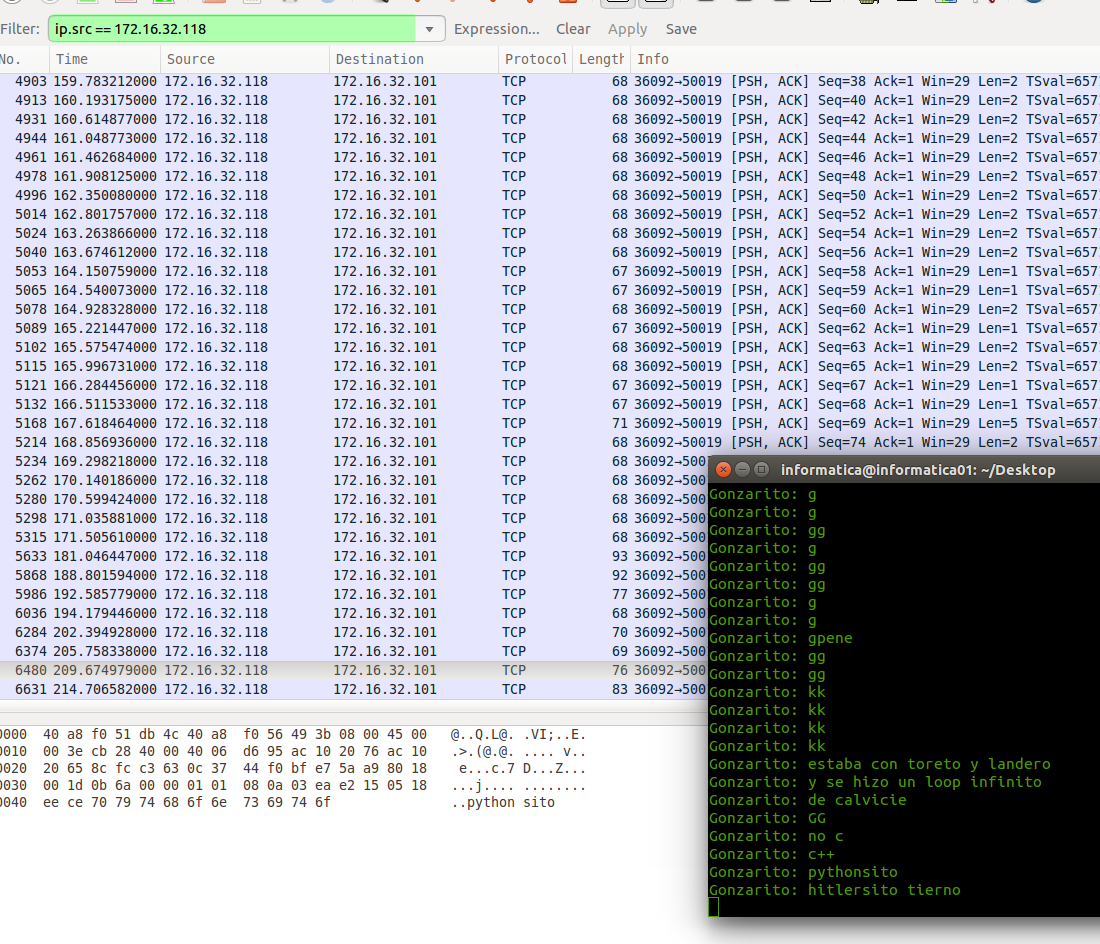 Filter: ip.src == 172.16.32.118 Expression... Clear Apply Save
No. Time Source Destination Protocol Length Info
4903 159.783212000 172.16.32.118 172.16.32.101 TCP 68 36092→50019 [PSH, ACK] Seq=38 Ack=1 Win=29 Len=2 TSval=657
4913 160.193175000 172.16.32.118 172.16.32.101 TCP 68 36092→50019 [PSH, ACK] Seq=40 Ack=1 Win=29 Len=2 TSval=657
4931 160.614877000 172.16.32.118 172.16.32.101 TCP 68 36092→50019 [PSH, ACK] Seq=42 Ack=1 Win=29 Len=2 TSval=657
4944 161.048773000 172.16.32.118 172.16.32.101 TCP 68 36092→50019 [PSH, ACK] Seq=44 Ack=1 Win=29 Len=2 TSval=657
4961 161.462684000 172.16.32.118 172.16.32.101 TCP 68 36092→50019 [PSH, ACK] Seq=46 Ack=1 Win=29 Len=2 TSval=657
4978 161.908125000 172.16.32.118 172.16.32.101 TCP 68 36092→50019 [PSH, ACK] Seq=48 Ack=1 Win=29 Len=2 TSval=657
4996 162.350080000 172.16.32.118 172.16.32.101 TCP 68 36092→50019 [PSH, ACK] Seq=50 Ack=1 Win=29 Len=2 TSval=657
5014 162.801757000 172.16.32.118 172.16.32.101 TCP 68 36092→50019 [PSH, ACK] Seq=52 Ack=1 Win=29 Len=2 TSval=657
5024 163.263866000 172.16.32.118 172.16.32.101 TCP 68 36092→50019 [PSH, ACK] Seq=54 Ack=1 Win=29 Len=2 TSval=657
5040 163.674612000 172.16.32.118 172.16.32.101 TCP 68 36092→50019 [PSH, ACK] Seq=56 Ack=1 Win=29 Len=2 TSval=657
5053 164.150759000 172.16.32.118 172.16.32.101 TCP 67 36092→50019 [PSH, ACK] Seq=58 Ack=1 Win=29 Len=1 TSval=657
5065 164.540073000 172.16.32.118 172.16.32.101 TCP 67 36092→50019 [PSH, ACK] Seq=59 Ack=1 Win=29 Len=1 TSval=657
5078 164.928328000 172.16.32.118 172.16.32.101 TCP 68 36092→50019 [PSH, ACK] Seq=60 Ack=1 Win=29 Len=2 TSval=657
5089 165.221447000 172.16.32.118 172.16.32.101 TCP 67 36092→50019 [PSH, ACK] Seq=62 Ack=1 Win=29 Len=1 TSval=657
5102 165.575474000 172.16.32.118 172.16.32.101 TCP 68 36092→50019 [PSH, ACK] Seq=63 Ack=1 Win=29 Len=2 TSval=657
5115 165.996731000 172.16.32.118 172.16.32.101 TCP 68 36092→50019 [PSH, ACK] Seq=65 Ack=1 Win=29 Len=2 TSval=657
5121 166.284456000 172.16.32.118 172.16.32.101 TCP 67 36092→50019 [PSH, ACK] Seq=67 Ack=1 Win=29 Len=1 TSval=657
5132 166.511533000 172.16.32.118 172.16.32.101 TCP 67 36092→50019 [PSH, ACK] Seq=68 Ack=1 Win=29 Len=1 TSval=657
5168 167.618464000 172.16.32.118 172.16.32.101 TCP 71 36092→50019 [PSH, ACK] Seq=69 Ack=1 Win=29 Len=5 TSval=657
5214 168.856936000 172.16.32.118 172.16.32.101 TCP 68 36092→50019 [PSH, ACK] Seq=74 Ack=1 Win=29 Len=2 TSval=657
5234 169.298218000 172.16.32.118 172.16.32.101 TCP 68 36092→500
5262 170.140186000 172.16.32.118 172.16.32.101 TCP 68 36092→500
5280 170.599424000 172.16.32.118 172.16.32.101 TCP 68 36092→500
5298 171.035881000 172.16.32.118 172.16.32.101 TCP 68 36092→500
5315 171.505610000 172.16.32.118 172.16.32.101 TCP 68 36092→500
5633 181.046447000 172.16.32.118 172.16.32.101 TCP 93 36092→500
5868 188.801594000 172.16.32.118 172.16.32.101 TCP 92 36092→500
5986 192.585779000 172.16.32.118 172.16.32.101 TCP 77 36092→500
6036 194.179446000 172.16.32.118 172.16.32.101 TCP 68 36092→500
6284 202.394928000 172.16.32.118 172.16.32.101 TCP 70 36092→500
6374 205.758338000 172.16.32.118 172.16.32.101 TCP 69 36092→500
6480 209.674979000 172.16.32.118 172.16.32.101 TCP 76 36092→500
6631 214.706582000 172.16.32.118 172.16.32.101 TCP 83 36092→500
0000 40 a8 f0 51 db 4c 40 a8 f0 56 49 3b 08 00 45 00 @..Q.L@. .VI;..E.
0010 00 3e cb 28 40 00 40 06 d6 95 ac 10 20 76 ac 10 .>.(@.@. .... v..
0020 20 65 8c fc c3 63 0c 37 44 f0 bf e7 5a a9 80 18 e...c.7 D...Z...
0030 00 1d 0b 6a 00 00 01 01 08 0a 03 ea e2 15 05 18 ...j.... ........
0040 ee ce 70 79 74 68 6f 6e 73 69 74 6f ..python sito
informatica@informatica01: ~/Desktop
Gonzarito: g
Gonzarito: g
Gonzarito: gg
Gonzarito: g
Gonzarito: gg
Gonzarito: gg
Gonzarito: g
Gonzarito: g
Gonzarito: gpene
Gonzarito: gg
Gonzarito: gg
Gonzarito: kk
Gonzarito: kk
Gonzarito: kk
Gonzarito: kk
Gonzarito: estaba con toreto y landero
Gonzarito: y se hizo un loop infinito
Gonzarito: de calvicie
Gonzarito: GG
Gonzarito: no c
Gonzarito: c++
Gonzarito: pythonsito
Gonzarito: hitlersito tierno